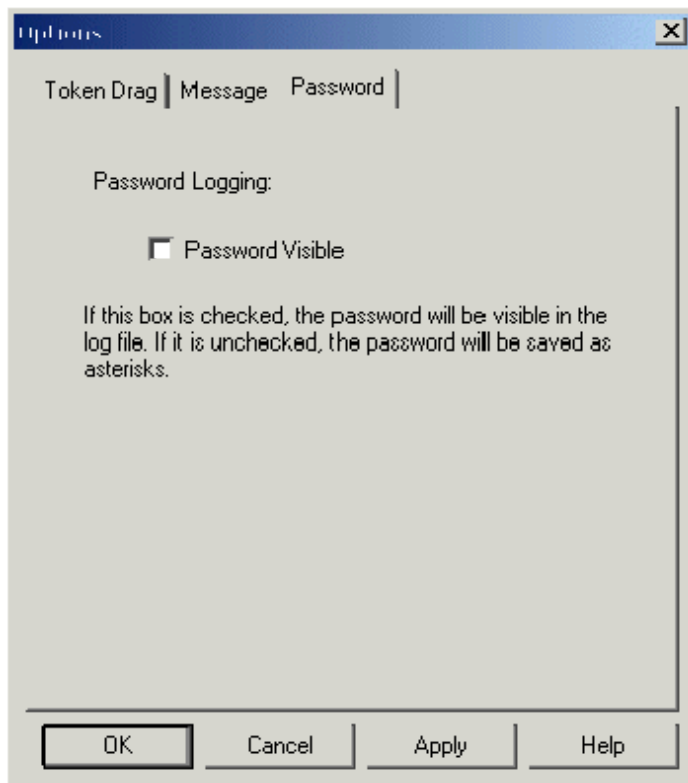 Options
Token Drag Message Password
Password Logging:
Password Visible
If this box is checked, the password will be visible in the
log file. If it is unchecked, the password will be saved as
asterisks.
OK Cancel Apply Help